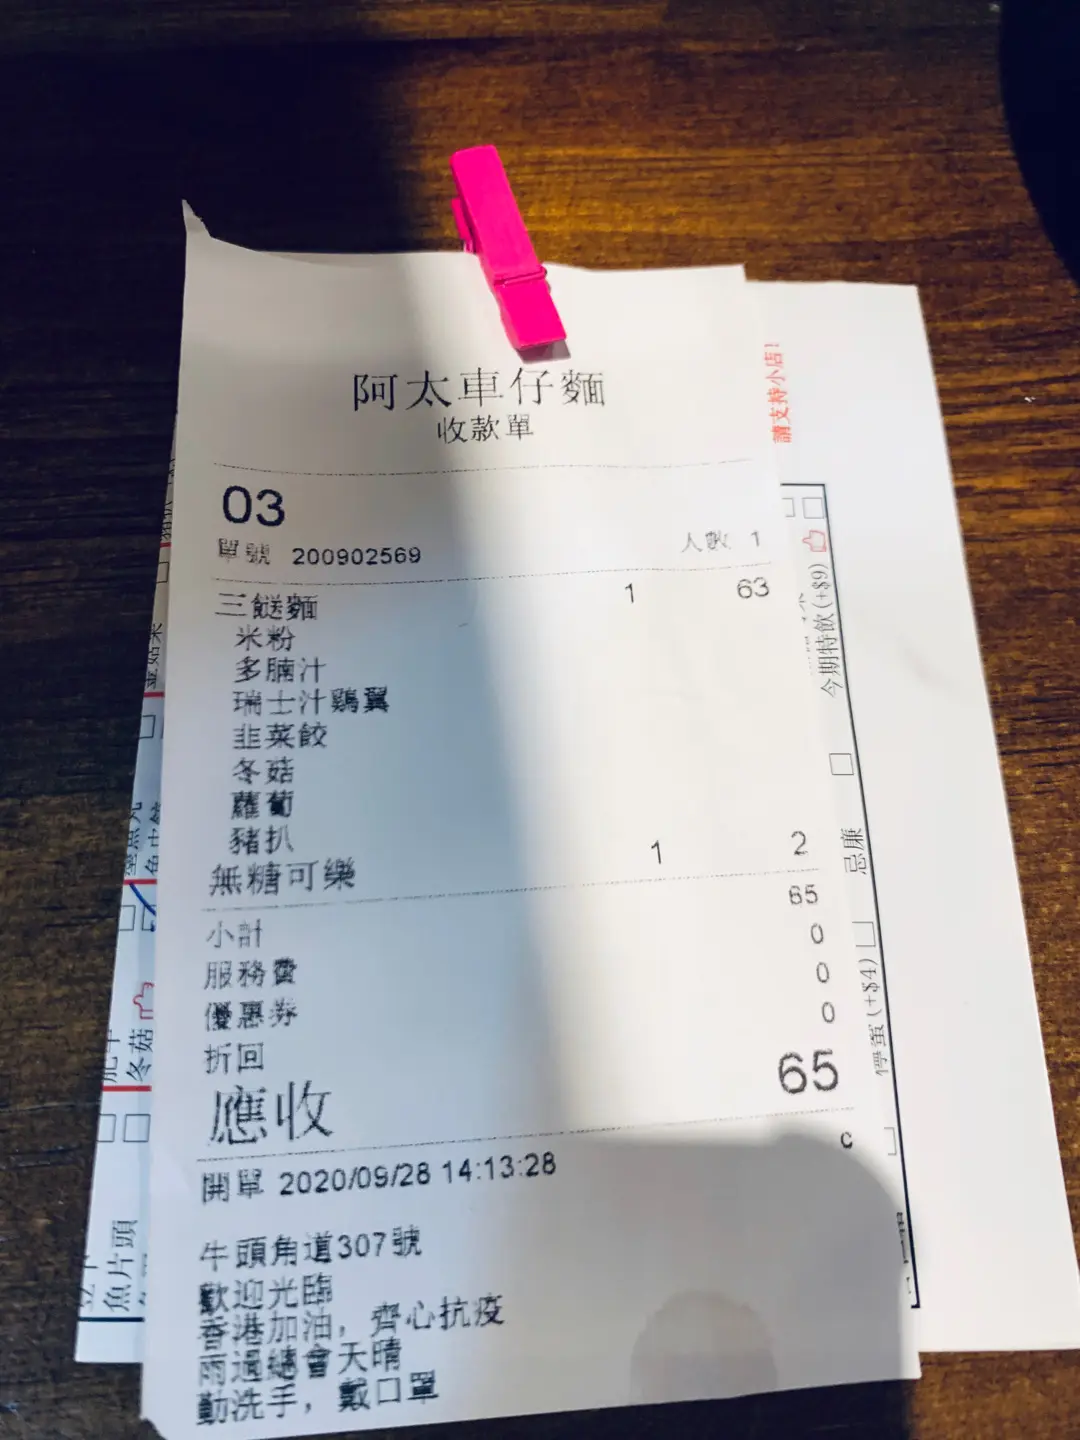 阿太車仔麵
收款單
03
單號 200902569 人數 1
三餸麵 1 63
米粉
多腩汁
瑞士汁鷄翼
韭菜餃
冬菇
蘿蔔
豬扒
無糖可樂 1 2
小計 65
服務費 0
優惠券 0
折回 0
應收 65
開單 2020/09/28 14:13:28 c
牛頭角道307號
歡迎光臨
香港加油，齊心抗疫
雨過總會天晴
勤洗手，戴口罩
請支持小店!
今期特飲(+$9)
忌廉
(+$4)
冬菇
魚片頭